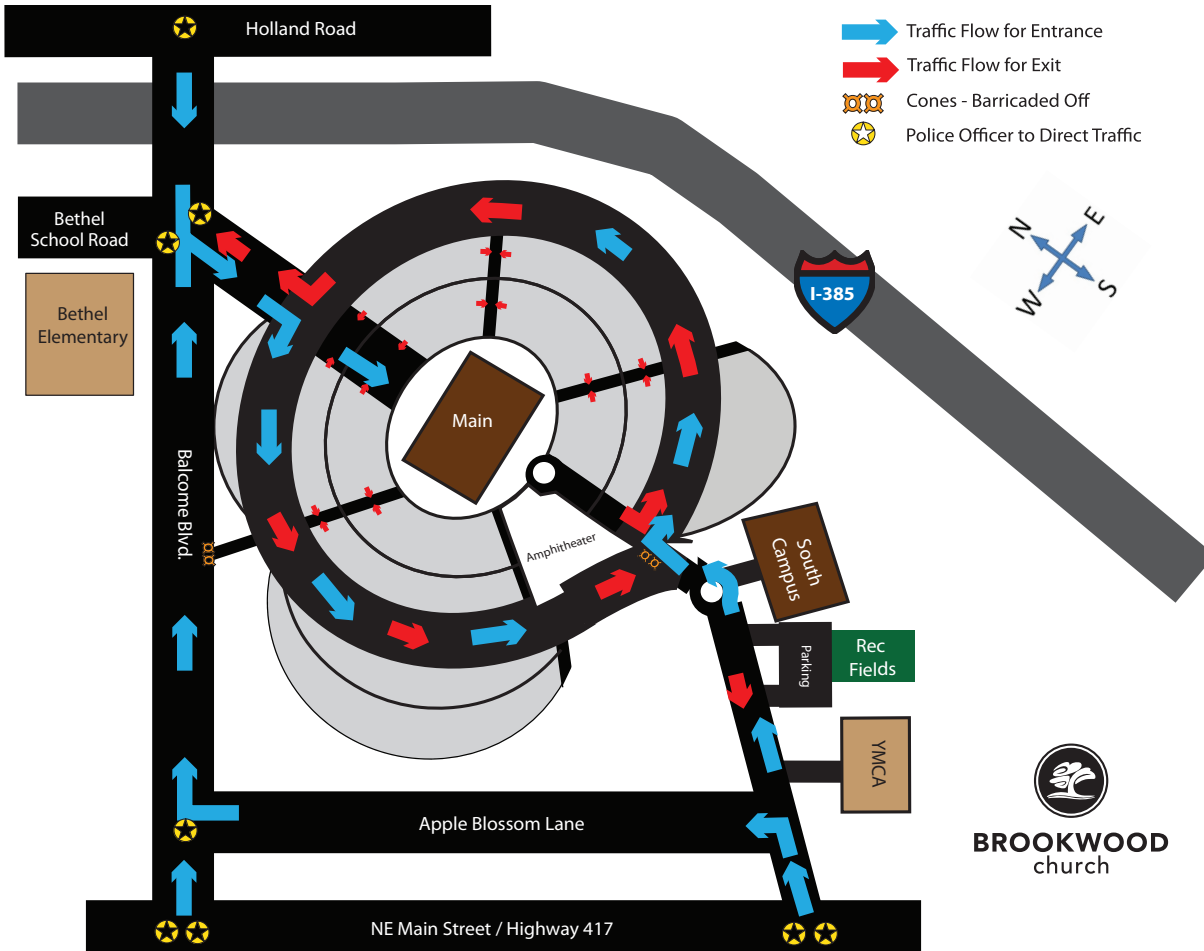 Holland Road
Traffic Flow for Entrance
Traffic Flow for Exit
Cones - Barricaded Off
Police Officer to Direct Traffic
Bethel
School Road
N
E
W
S
I-385
Bethel
Elementary
Main
Balcome Blvd.
Amphitheater
South
Campus
Parking
Rec
Fields
YMCA
Apple Blossom Lane
BROOKWOOD
church
NE Main Street / Highway 417